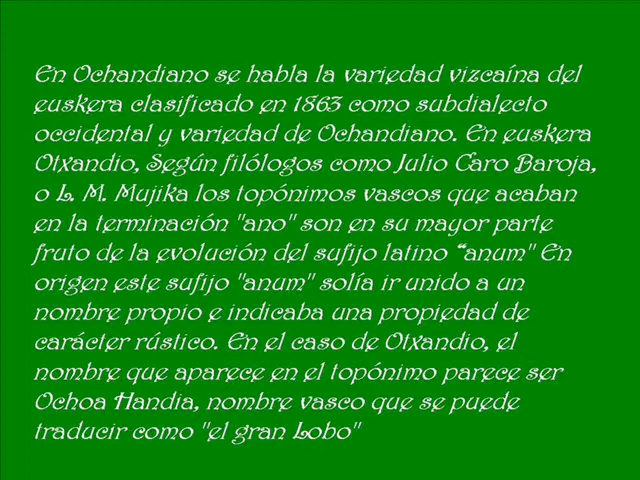 En Ochandiano se habla la variedad vizcaína del
euskera clasificado en 1863 como subdialecto
occidental y variedad de Ochandiano. En euskera
Otxandio, Según filólogos como Julio Caro Baroja,
o L. M. Mujika los topónimos vascos que acaban
en la terminación "ano" son en su mayor parte
fruto de la evolución del sufijo latino “anum" En
origen este sufijo "anum" solía ir unido a un
nombre propio e indicaba una propiedad de
carácter rústico. En el caso de Otxandio, el
nombre que aparece en el topónimo parece ser
Ochoa Handia, nombre vasco que se puede
traducir como "el gran Lobo"